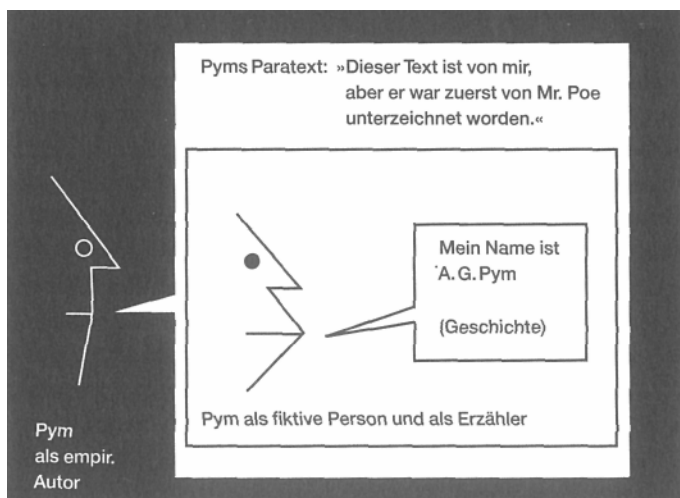 Pyms Paratext: »Dieser Text ist von mir,
aber er war zuerst von Mr. Poe
unterzeichnet worden.«
Mein Name ist
A. G. Pym
(Geschichte)
Pym als fiktive Person und als Erzähler
Pym
als empir.
Autor